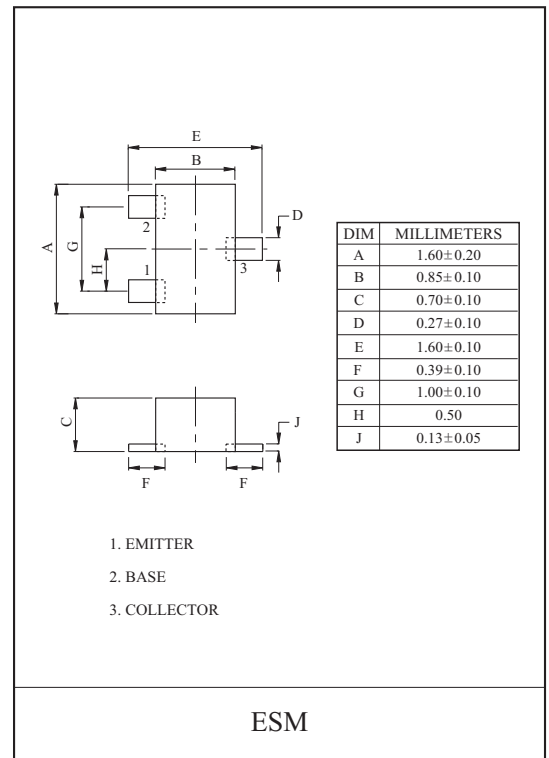 E
B
A
G
H
2
1
3
D
DIM MILLIMETERS
A 1.60±0.20
B 0.85±0.10
C 0.70±0.10
D 0.27±0.10
E 1.60±0.10
F 0.39±0.10
G 1.00±0.10
H 0.50
J 0.13±0.05
C
J
F F
1. EMITTER
2. BASE
3. COLLECTOR
ESM